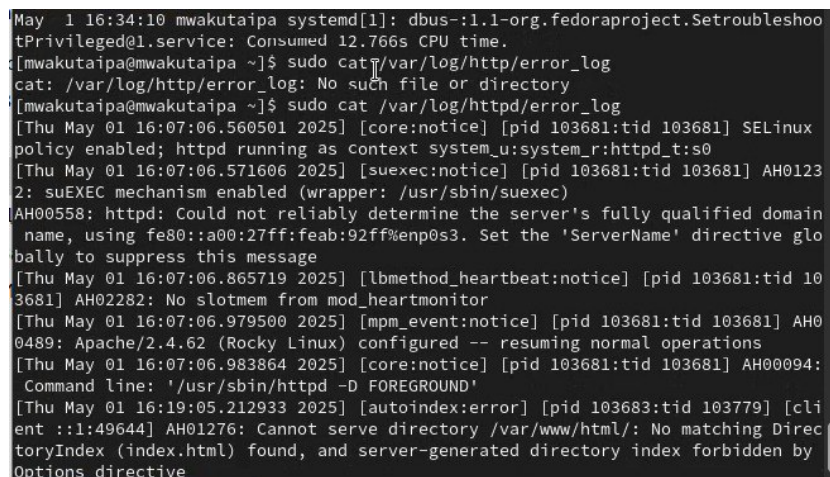 May  1 16:34:10 mwakutaipa systemd[1]: dbus-:1.1-org.fedoraproject.Setroubleshoo
tPrivileged@1.service: Consumed 12.766s CPU time.
[mwakutaipa@mwakutaipa ~]$ sudo cat /var/log/http/error_log
cat: /var/log/http/error_log: No such file or directory
[mwakutaipa@mwakutaipa ~]$ sudo cat /var/log/httpd/error_log
[Thu May 01 16:07:06.560501 2025] [core:notice] [pid 103681:tid 103681] SELinux
policy enabled; httpd running as context system_u:system_r:httpd_t:s0
[Thu May 01 16:07:06.571606 2025] [suexec:notice] [pid 103681:tid 103681] AH0123
2: suEXEC mechanism enabled (wrapper: /usr/sbin/suexec)
AH00558: httpd: Could not reliably determine the server's fully qualified domain
 name, using fe80::a00:27ff:feab:92ff%enp0s3. Set the 'ServerName' directive glo
bally to suppress this message
[Thu May 01 16:07:06.865719 2025] [lbmethod_heartbeat:notice] [pid 103681:tid 10
3681] AH02282: No slotmem from mod_heartmonitor
[Thu May 01 16:07:06.979500 2025] [mpm_event:notice] [pid 103681:tid 103681] AH0
0489: Apache/2.4.62 (Rocky Linux) configured -- resuming normal operations
[Thu May 01 16:07:06.983864 2025] [core:notice] [pid 103681:tid 103681] AH00094:
 Command line: '/usr/sbin/httpd -D FOREGROUND'
[Thu May 01 16:19:05.212933 2025] [autoindex:error] [pid 103683:tid 103779] [cli
ent ::1:49644] AH01276: Cannot serve directory /var/www/html/: No matching Direc
toryIndex (index.html) found, and server-generated directory index forbidden by
Options directive